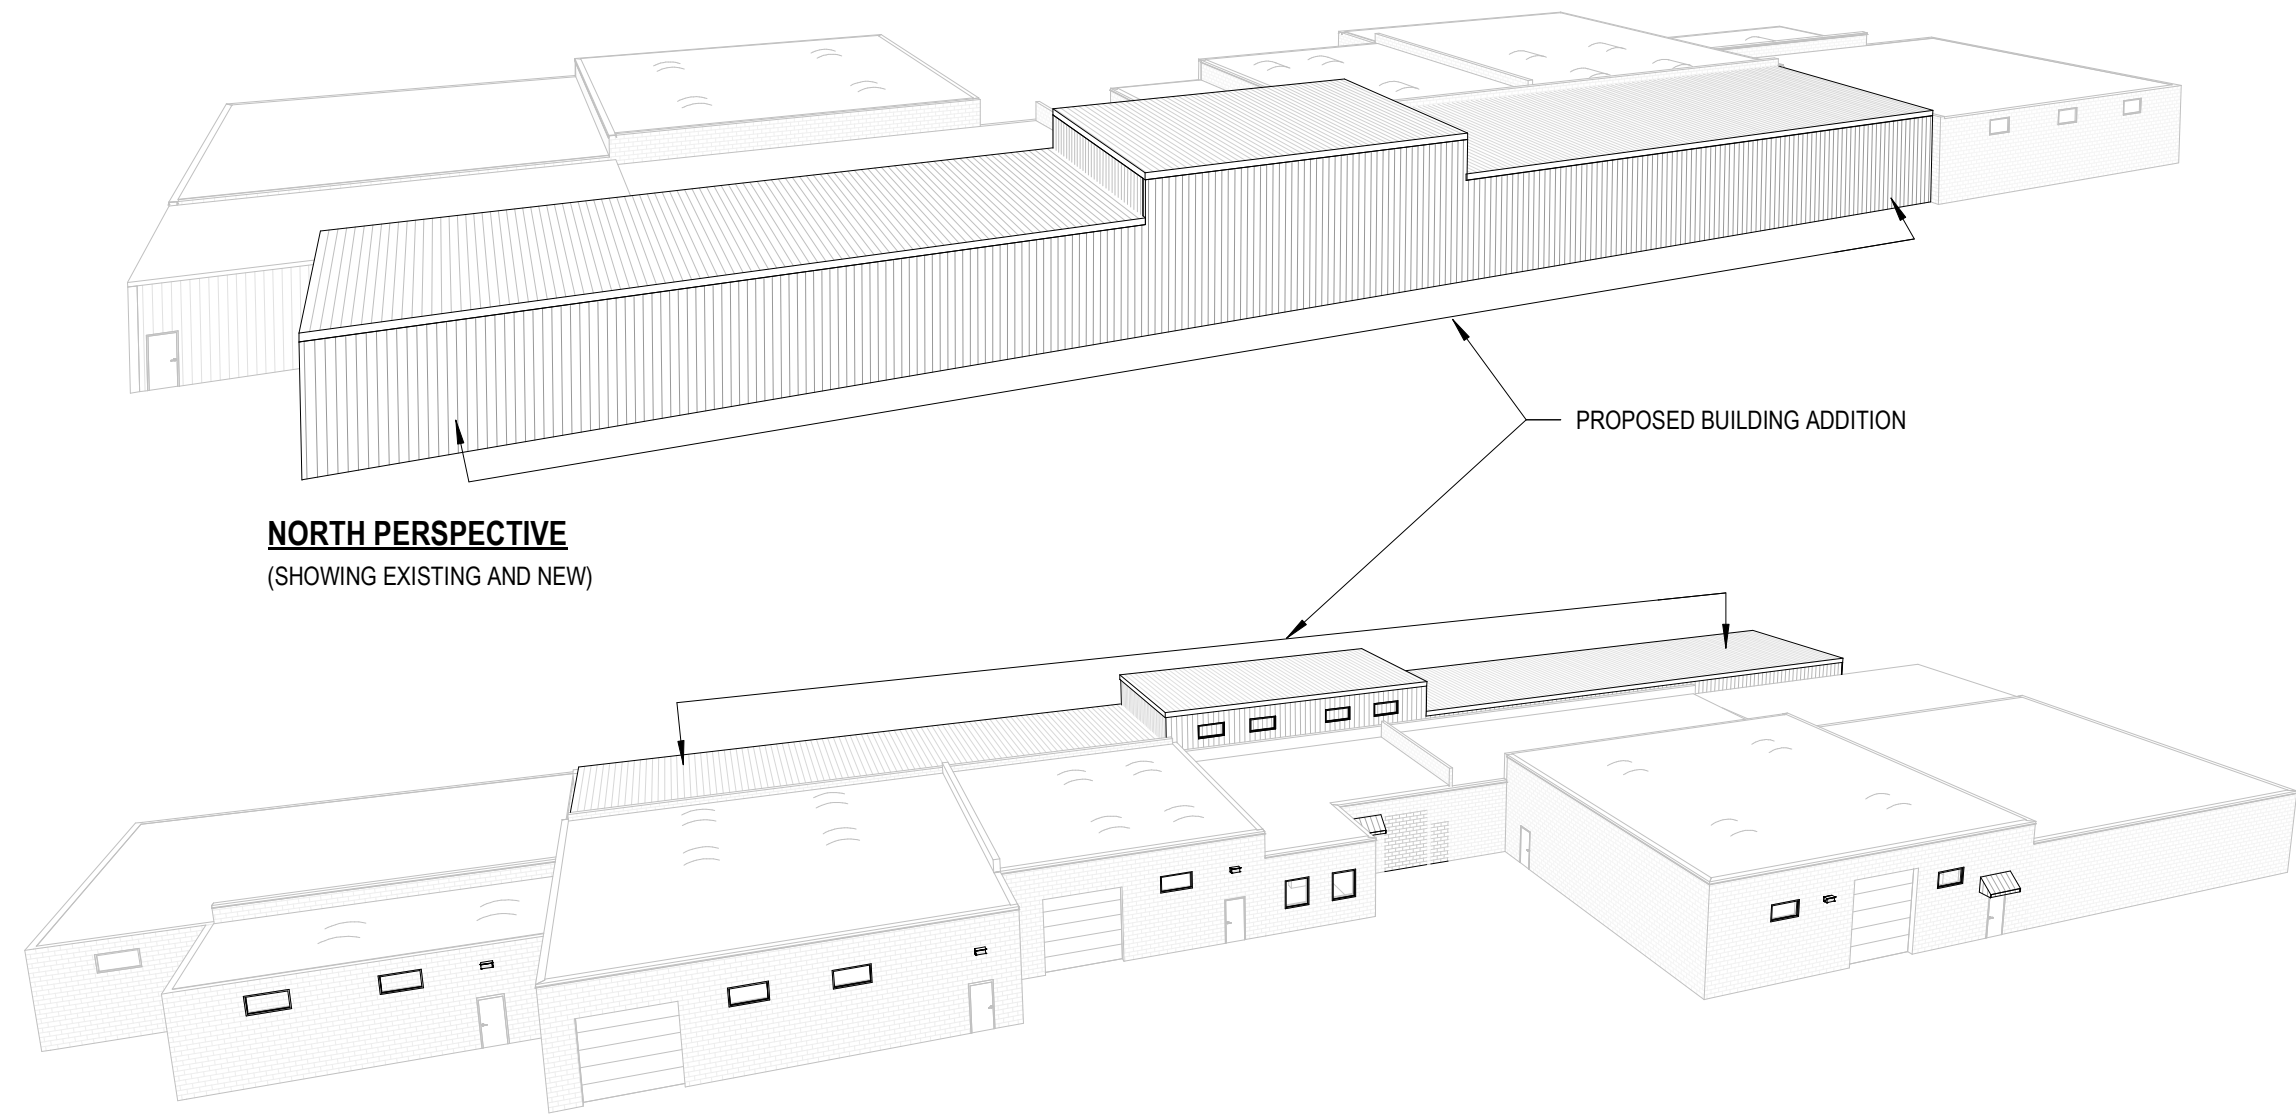 PROPOSED BUILDING ADDITION
NORTH PERSPECTIVE
(SHOWING EXISTING AND NEW)